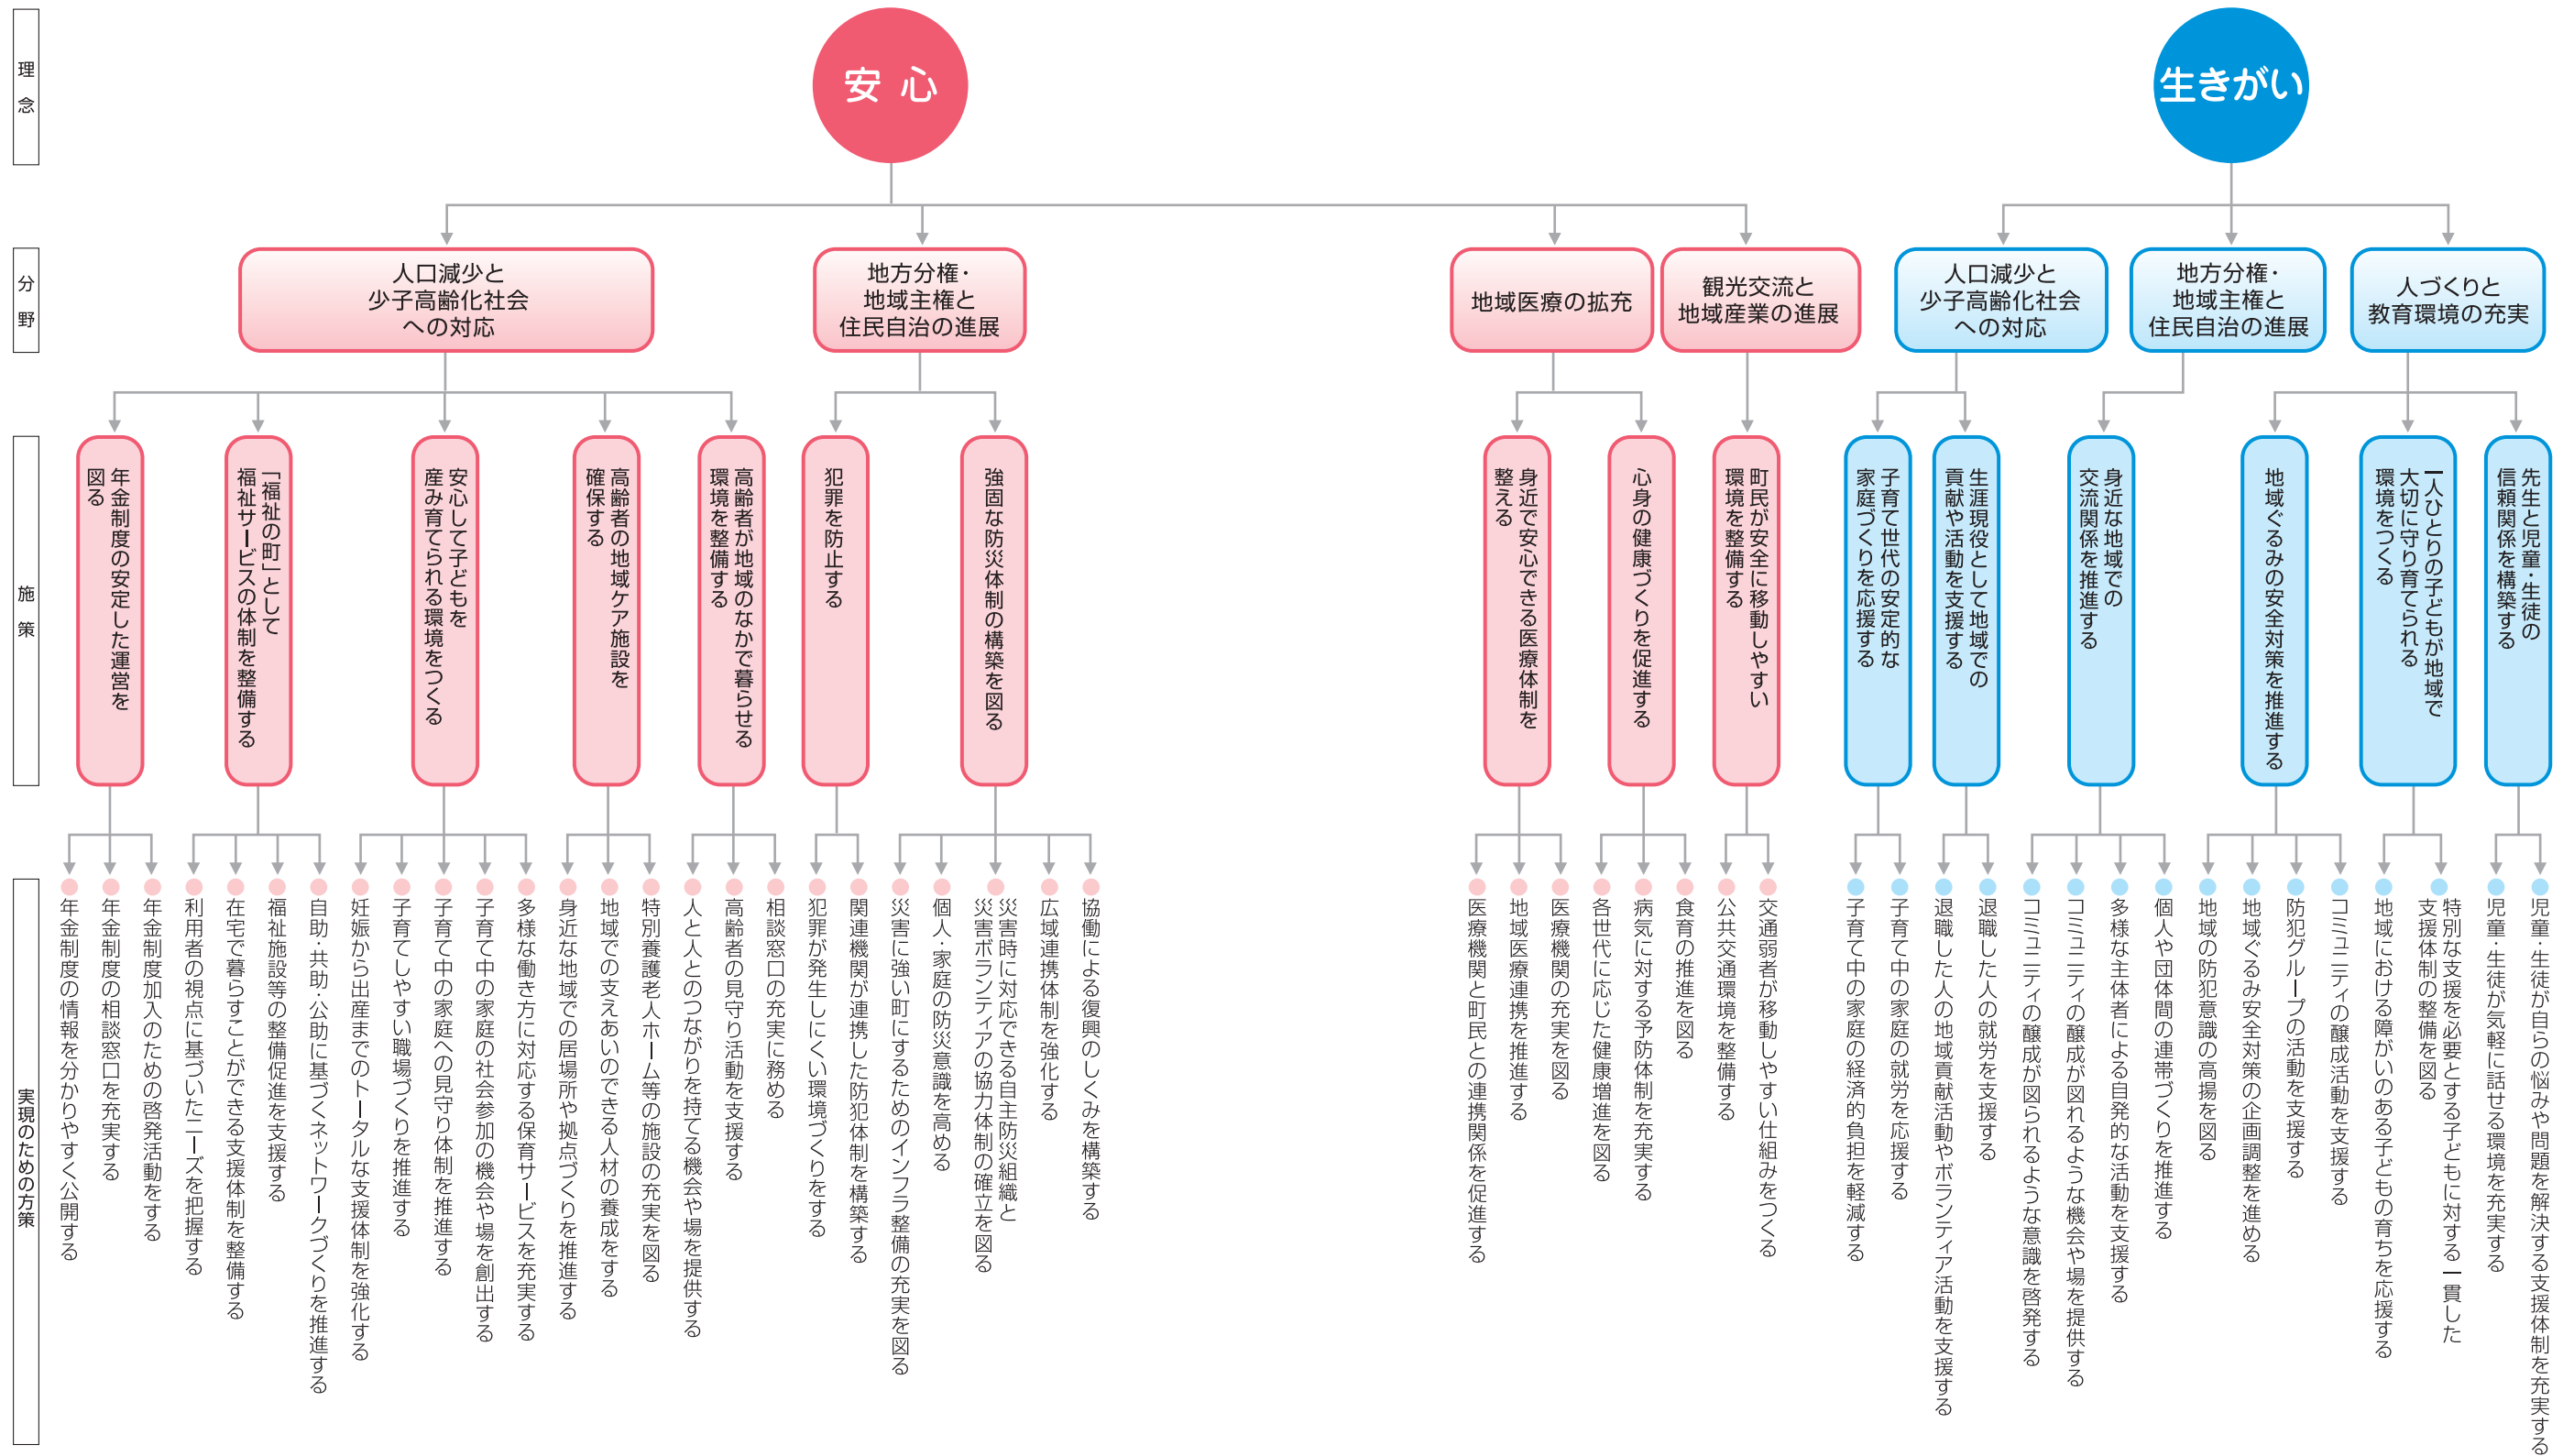 理念
安心
生きがい
分野
人口減少と
少子高齢化社会
への対応
地方分権・
地域主権と
住民自治の進展
地域医療の拡充
観光交流と
地域産業の進展
人口減少と
少子高齢化社会
への対応
地方分権・
地域主権と
住民自治の進展
人づくりと
教育環境の充実
施策
年金制度の安定した運営を
図る
「福祉の町」として
福祉サービスの体制を整備する
安心して子どもを
産み育てられる環境をつくる
高齢者の地域ケア施設を
確保する
高齢者が地域のなかで暮らせる
環境を整備する
犯罪を防止する
強固な防災体制の構築を図る
身近で安心できる医療体制を
整える
心身の健康づくりを促進する
町民が安全に移動しやすい
環境を整備する
子育て世代の安定的な
家庭づくりを応援する
生涯現役として地域での
貢献や活動を支援する
身近な地域での
交流関係を推進する
地域ぐるみの安全対策を推進する
一人ひとりの子どもが地域で
大切に守り育てられる
環境をつくる
先生と児童・生徒の
信頼関係を構築する
実現のための方策
年金制度の情報を分かりやすく公開する
年金制度の相談窓口を充実する
年金制度加入のための啓発活動をする
利用者の視点に基づいたニーズを把握する
在宅で暮らすことができる支援体制を整備する
福祉施設等の整備促進を支援する
自助・共助・公助に基づくネットワークづくりを推進する
妊娠から出産までのトータルな支援体制を強化する
子育てしやすい職場づくりを推進する
子育て中の家庭への見守り体制を推進する
子育て中の家庭の社会参加の機会や場を創出する
多様な働き方に対応する保育サービスを充実する
身近な地域での居場所や拠点づくりを推進する
地域での支えあいのできる人材の養成をする
特別養護老人ホーム等の施設の充実を図る
人と人とのつながりを持てる機会や場を提供する
高齢者の見守り活動を支援する
相談窓口の充実に務める
犯罪が発生しにくい環境づくりをする
関連機関が連携した防犯体制を構築する
災害に強い町にするためのインフラ整備の充実を図る
個人・家庭の防災意識を高める
災害時に対応できる自主防災組織と
災害ボランティアの協力体制の確立を図る
広域連携体制を強化する
協働による復興のしくみを構築する
医療機関と町民との連携関係を促進する
地域医療連携を推進する
医療機関の充実を図る
各世代に応じた健康増進を図る
病気に対する予防体制を充実する
食育の推進を図る
公共交通環境を整備する
交通弱者が移動しやすい仕組みをつくる
子育て中の家庭の経済的負担を軽減する
子育て中の家庭の就労を応援する
退職した人の地域貢献活動やボランティア活動を支援する
退職した人の就労を支援する
コミュニティの醸成が図られるような意識を啓発する
コミュニティの醸成が図れるような機会や場を提供する
多様な主体者による自発的な活動を支援する
個人や団体間の連帯づくりを推進する
地域の防犯意識の高揚を図る
地域ぐるみ安全対策の企画調整を進める
防犯グループの活動を支援する
コミュニティの醸成活動を支援する
地域における障がいのある子どもの育ちを応援する
特別な支援を必要とする子どもに対する一貫した
支援体制の整備を図る
児童・生徒が気軽に話せる環境を充実する
児童・生徒が自らの悩みや問題を解決する支援体制を充実する